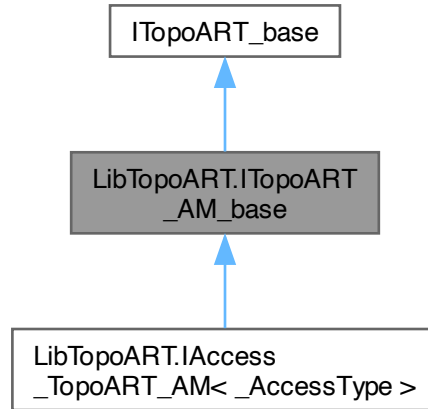 ITopoART_base
LibTopoART.ITopoART
_AM_base
LibTopoART.IAccess
_TopoART_AM< _AccessType >